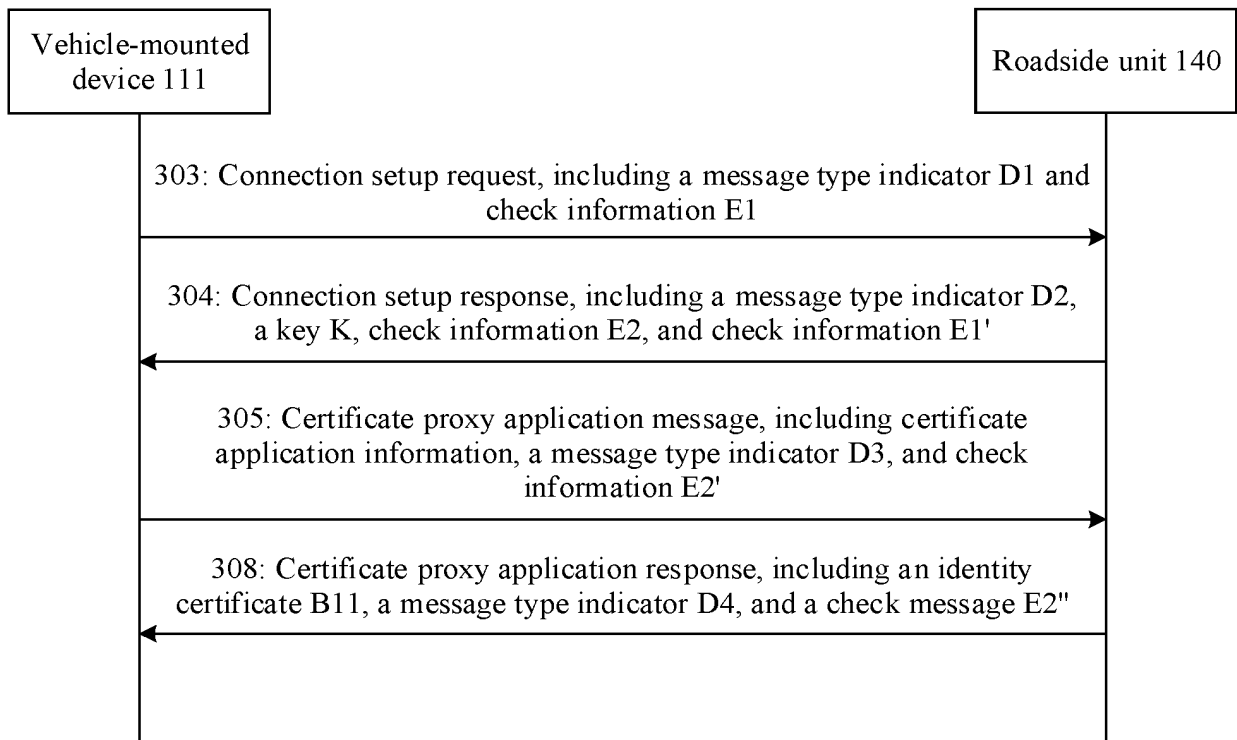 Vehicle-mounted
device 111
Roadside unit 140
303: Connection setup request, including a message type indicator D1 and
check information E1
304: Connection setup response, including a message type indicator D2,
a key K, check information E2, and check information E1'
305: Certificate proxy application message, including certificate
application information, a message type indicator D3, and check
information E2'
308: Certificate proxy application response, including an identity
certificate B11, a message type indicator D4, and a check message E2"